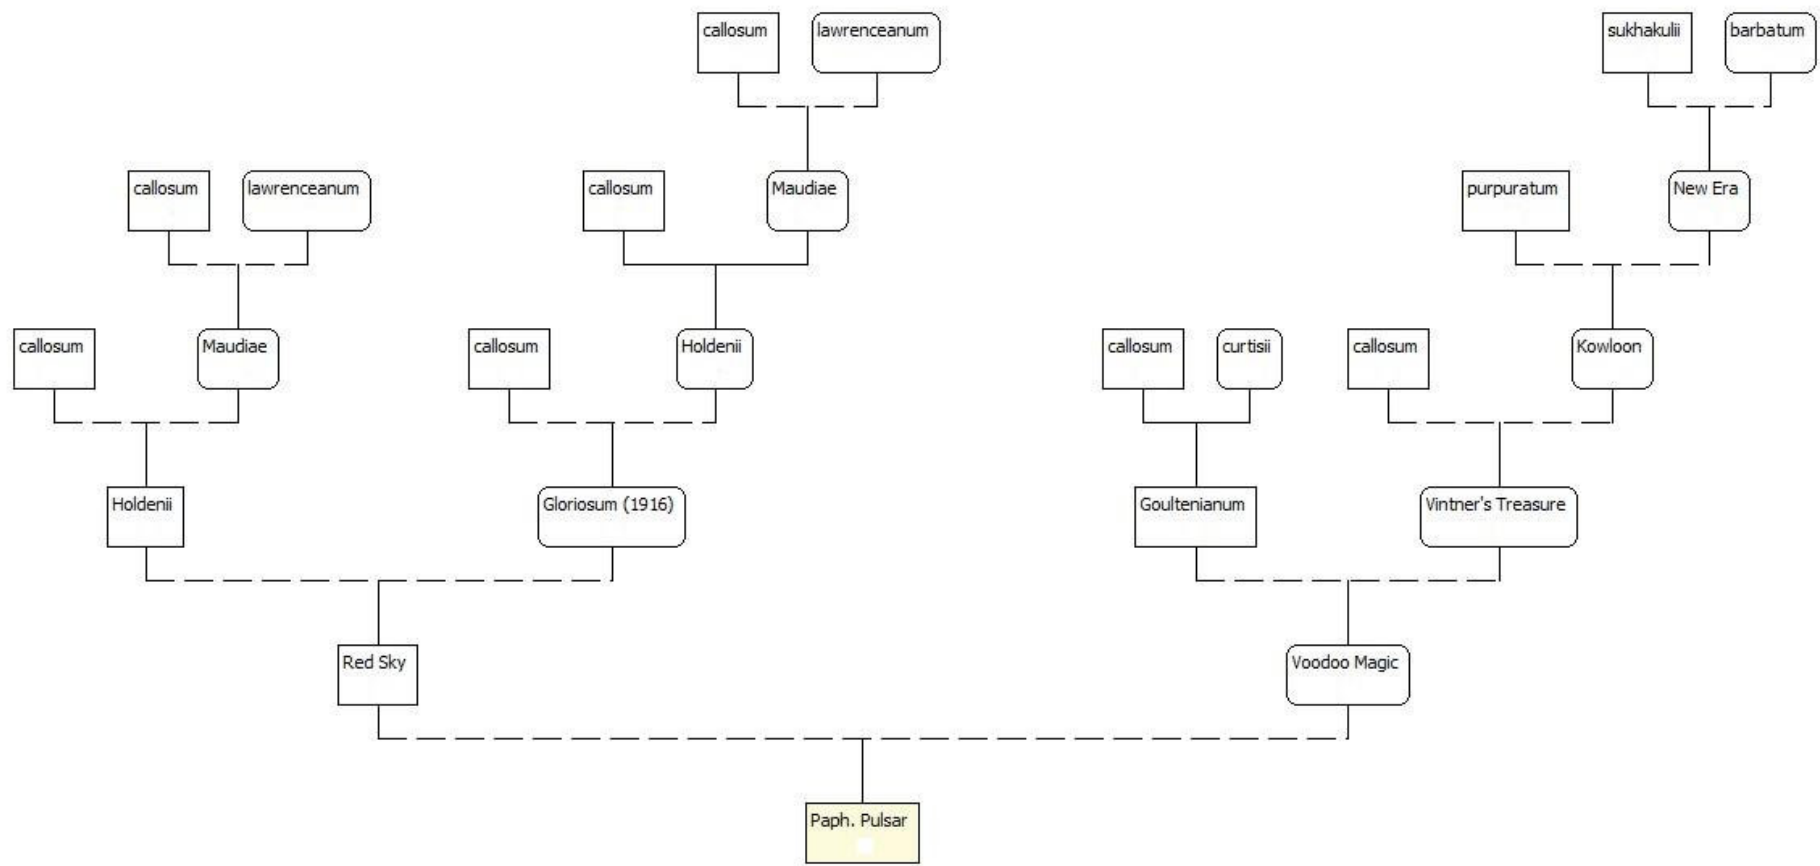 callosum
lawrenceanum
sukhakulii
barbatum
callosum
lawrenceanum
callosum
Maudiae
purpuratum
New Era
callosum
Maudiae
callosum
Holdenii
callosum
curtisii
callosum
Kowloon
Holdenii
Gloriosum (1916)
Goultenianum
Vintner's Treasure
Red Sky
Voodoo Magic
Paph. Pulsar